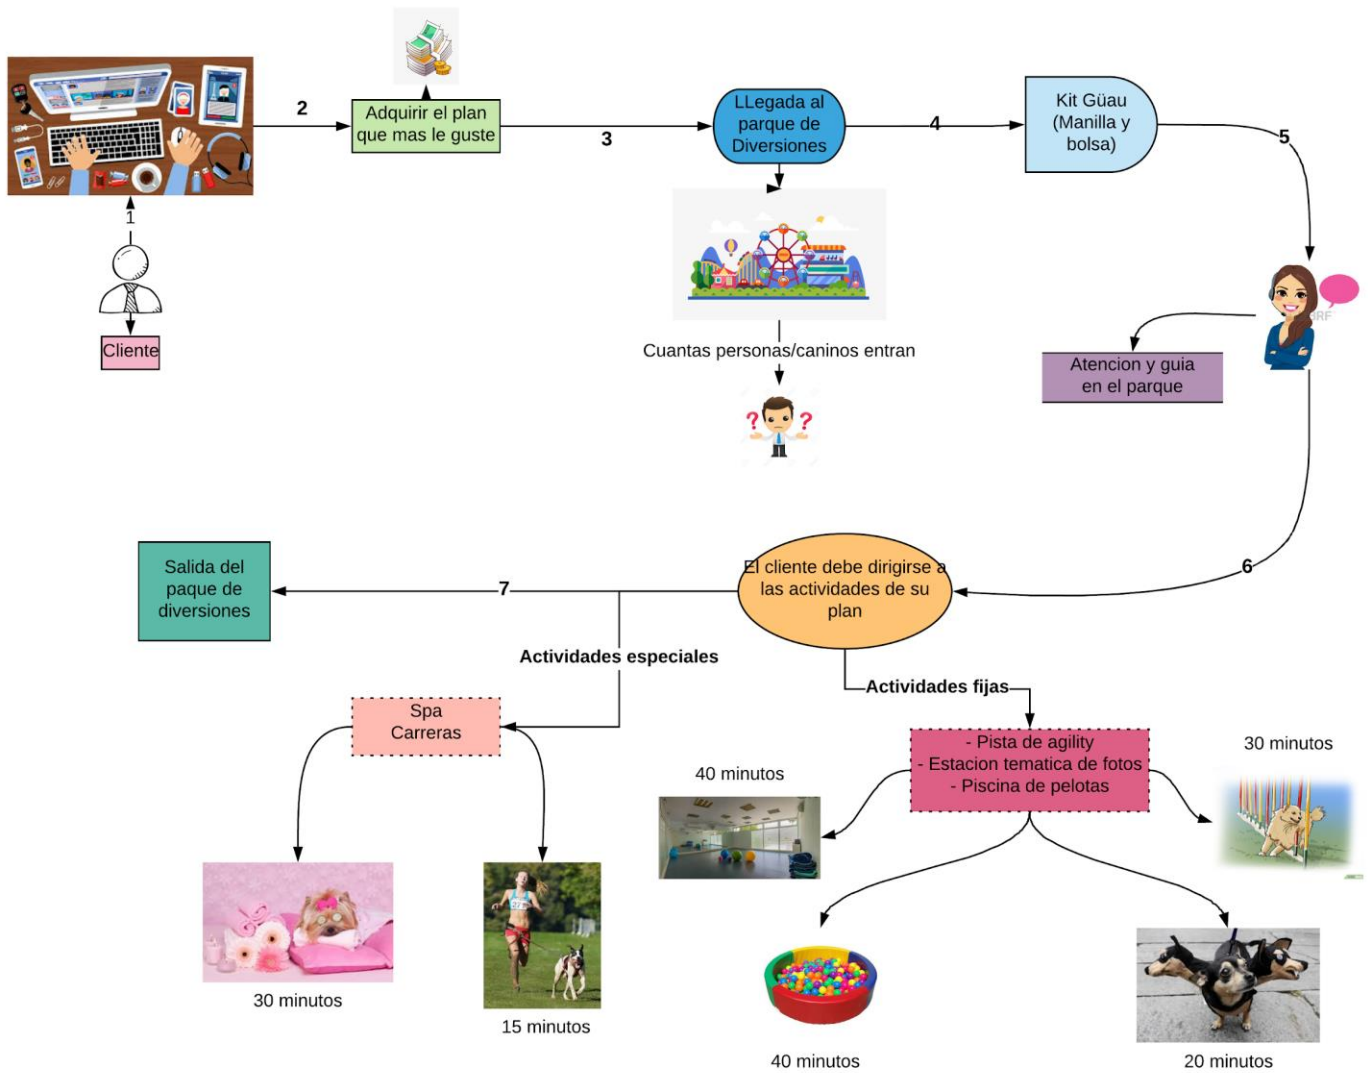 2
Adquirir el plan
que mas le guste
3
LLegada al
parque de
Diversiones
4
Kit Güau
(Manilla y
bolsa)
5
1
Cliente
Cuantas personas/caninos entran
? ?
Atencion y guia
en el parque
6
El cliente debe dirigirse a
las actividades de su
plan
7
Salida del
paque de
diversiones
Actividades especiales
Spa
Carreras
30 minutos
15 minutos
Actividades fijas
- Pista de agility
- Estacion tematica de fotos
- Piscina de pelotas
40 minutos
30 minutos
40 minutos
20 minutos